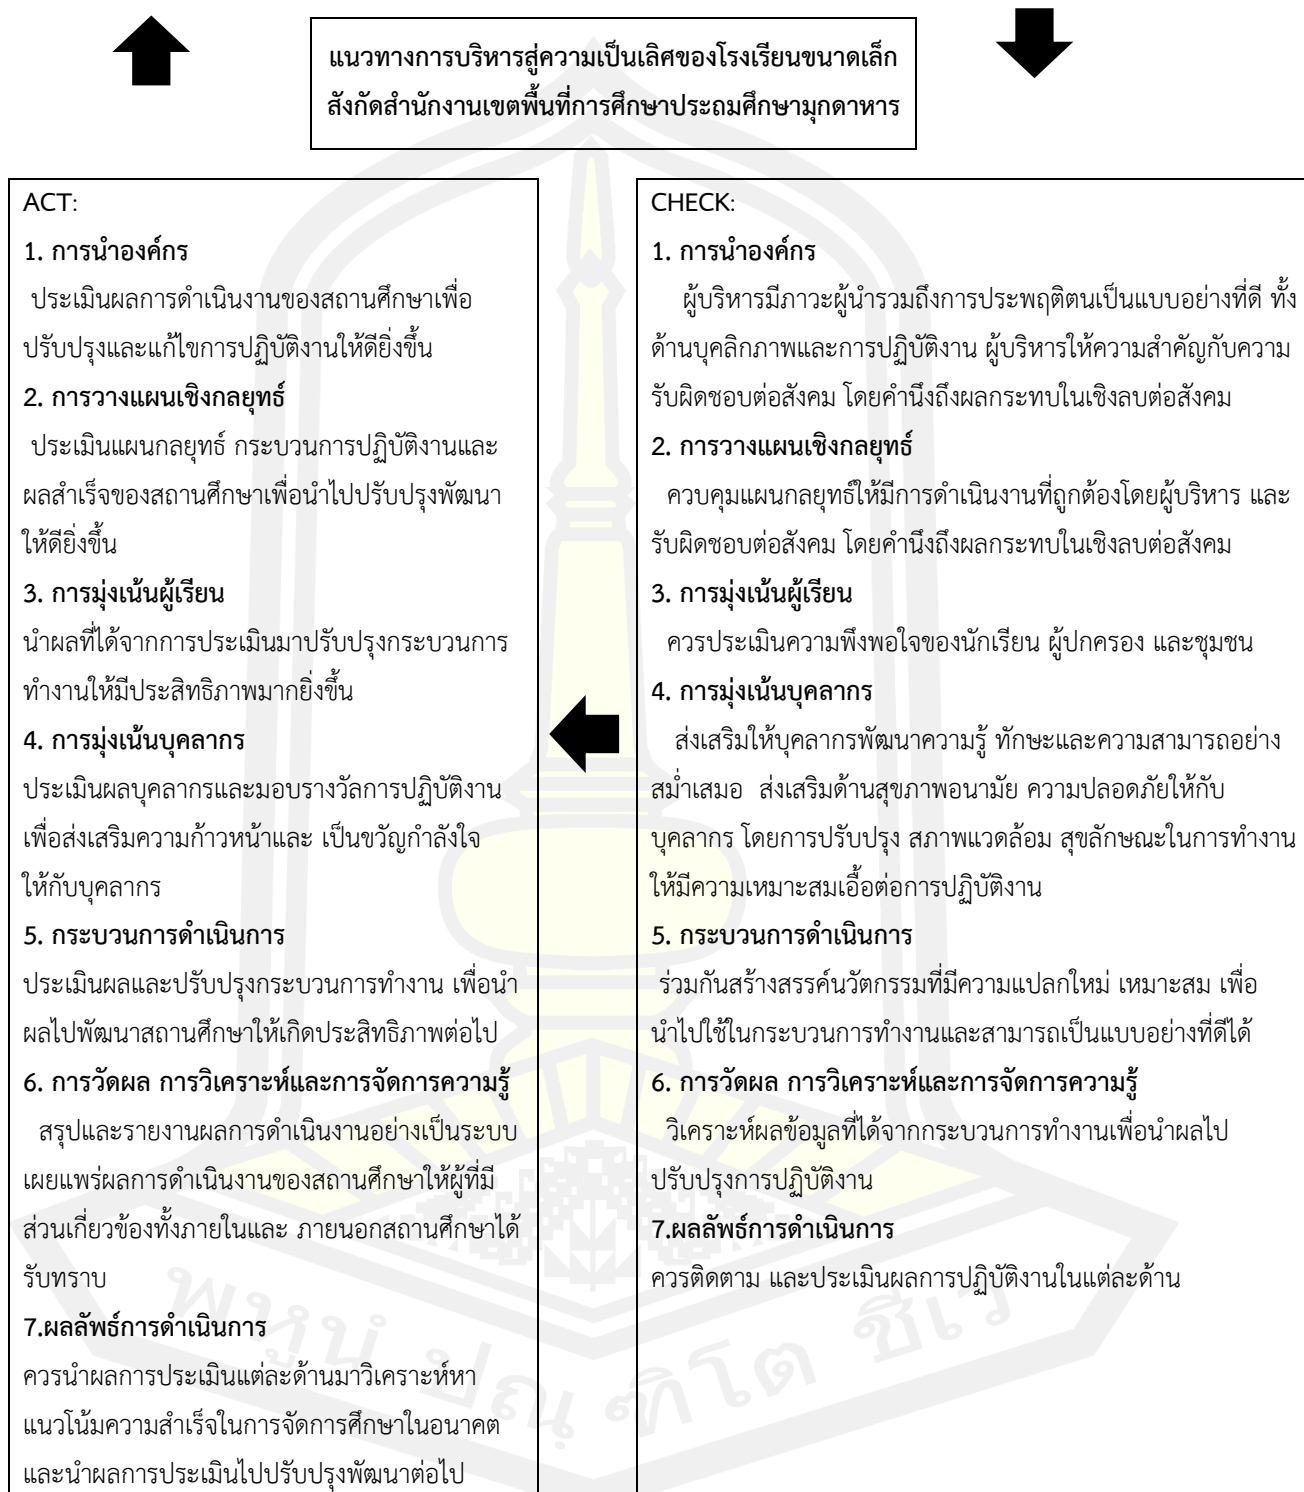 แนวทางการบริหารสู่ความเป็นเลิศของโรงเรียนขนาดเล็ก
สังกัดสำนักงานเขตพื้นที่การศึกษาประถมศึกษามุกดาหาร
ACT:
1. การนำองค์กร
ประเมินผลการดำเนินงานของสถานศึกษาเพื่อ
ปรับปรุงและแก้ไขการปฏิบัติงานให้ดียิ่งขึ้น
2. การวางแผนเชิงกลยุทธ์
ประเมินแผนกลยุทธ์ กระบวนการปฏิบัติงานและ
ผลสำเร็จของสถานศึกษาเพื่อนำไปปรับปรุงพัฒนา
ให้ดียิ่งขึ้น
3. การมุ่งเน้นผู้เรียน
นำผลที่ได้จากการประเมินมาปรับปรุงกระบวนการ
ทำงานให้มีประสิทธิภาพมากยิ่งขึ้น
4. การมุ่งเน้นบุคลากร
ประเมินผลบุคลากรและมอบรางวัลการปฏิบัติงาน
เพื่อส่งเสริมความก้าวหน้าและ เป็นขวัญกำลังใจ
ให้กับบุคลากร
5. กระบวนการดำเนินการ
ประเมินผลและปรับปรุงกระบวนการทำงาน เพื่อนำ
ผลไปพัฒนาสถานศึกษาให้เกิดประสิทธิภาพต่อไป
6. การวัดผล การวิเคราะห์และการจัดการความรู้
สรุปและรายงานผลการดำเนินงานอย่างเป็นระบบ
เผยแพร่ผลการดำเนินงานของสถานศึกษาให้ผู้ที่มี
ส่วนเกี่ยวข้องทั้งภายในและ ภายนอกสถานศึกษาได้
รับทราบ
7.ผลลัพธ์การดำเนินการ
ควรนำผลการประเมินแต่ละด้านมาวิเคราะห์หา
แนวโน้มความสำเร็จในการจัดการศึกษาในอนาคต
และนำผลการประเมินไปปรับปรุงพัฒนาต่อไป
CHECK:
1. การนำองค์กร
ผู้บริหารมีภาวะผู้นำรวมถึงการประพฤติตนเป็นแบบอย่างที่ดี ทั้ง
ด้านบุคลิกภาพและการปฏิบัติงาน ผู้บริหารให้ความสำคัญกับความ
รับผิดชอบต่อสังคม โดยคำนึงถึงผลกระทบในเชิงลบต่อสังคม
2. การวางแผนเชิงกลยุทธ์
ควบคุมแผนกลยุทธ์ให้มีการดำเนินงานที่ถูกต้องโดยผู้บริหาร และ
รับผิดชอบต่อสังคม โดยคำนึงถึงผลกระทบในเชิงลบต่อสังคม
3. การมุ่งเน้นผู้เรียน
ควรประเมินความพึงพอใจของนักเรียน ผู้ปกครอง และชุมชน
4. การมุ่งเน้นบุคลากร
ส่งเสริมให้บุคลากรพัฒนาความรู้ ทักษะและความสามารถอย่าง
สม่ำเสมอ ส่งเสริมด้านสุขภาพอนามัย ความปลอดภัยให้กับ
บุคลากร โดยการปรับปรุง สภาพแวดล้อม สุขลักษณะในการทำงาน
ให้มีความเหมาะสมเอื้อต่อการปฏิบัติงาน
5. กระบวนการดำเนินการ
ร่วมกันสร้างสรรค์นวัตกรรมที่มีความแปลกใหม่ เหมาะสม เพื่อ
นำไปใช้ในกระบวนการทำงานและสามารถเป็นแบบอย่างที่ดีได้
6. การวัดผล การวิเคราะห์และการจัดการความรู้
วิเคราะห์ผลข้อมูลที่ได้จากกระบวนการทำงานเพื่อนำผลไป
ปรับปรุงการปฏิบัติงาน
7.ผลลัพธ์การดำเนินการ
ควรติดตาม และประเมินผลการปฏิบัติงานในแต่ละด้าน
พหูนํ ปณฺฑิโต ชีเว